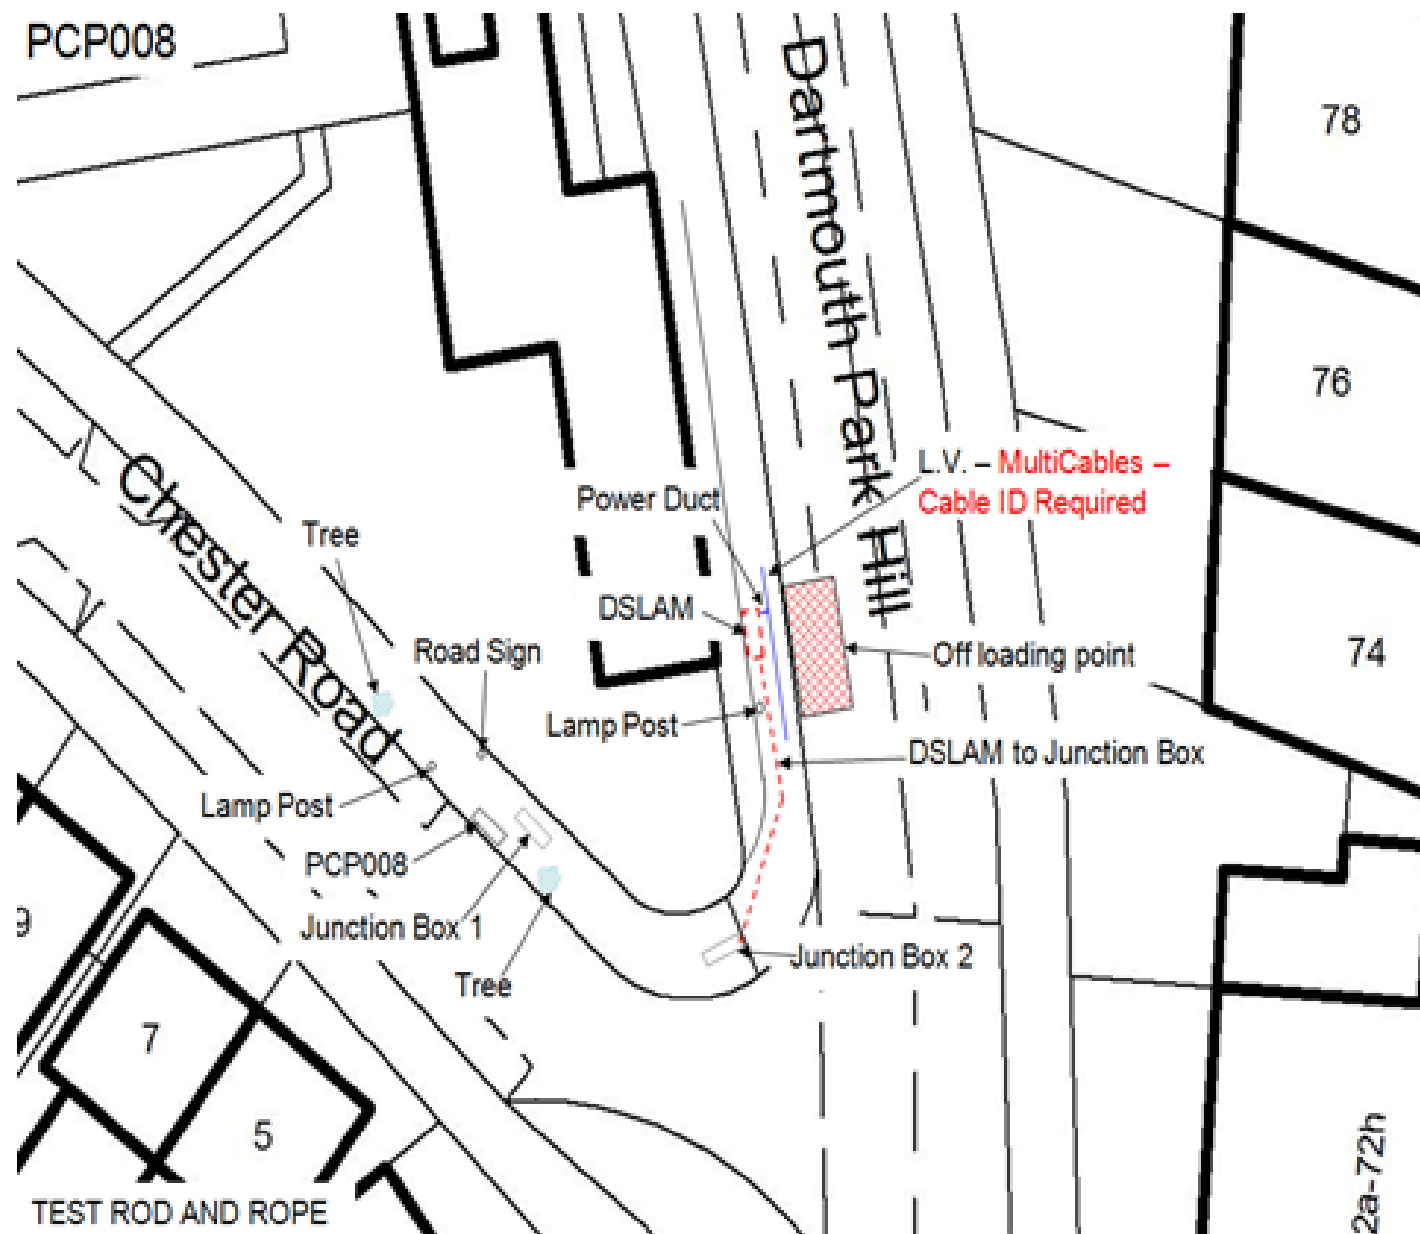 PCP008
Dartmouth Park Hill
78
76
L.V. – MultiCables –
Cable ID Required
Power Duct
Chester Road
Tree
DSLAM
Road Sign
Off loading point
74
Lamp Post
DSLAM to Junction Box
Lamp Post
PCP008
9
Junction Box 1
Junction Box 2
Tree
7
5
2a-72h
TEST ROD AND ROPE